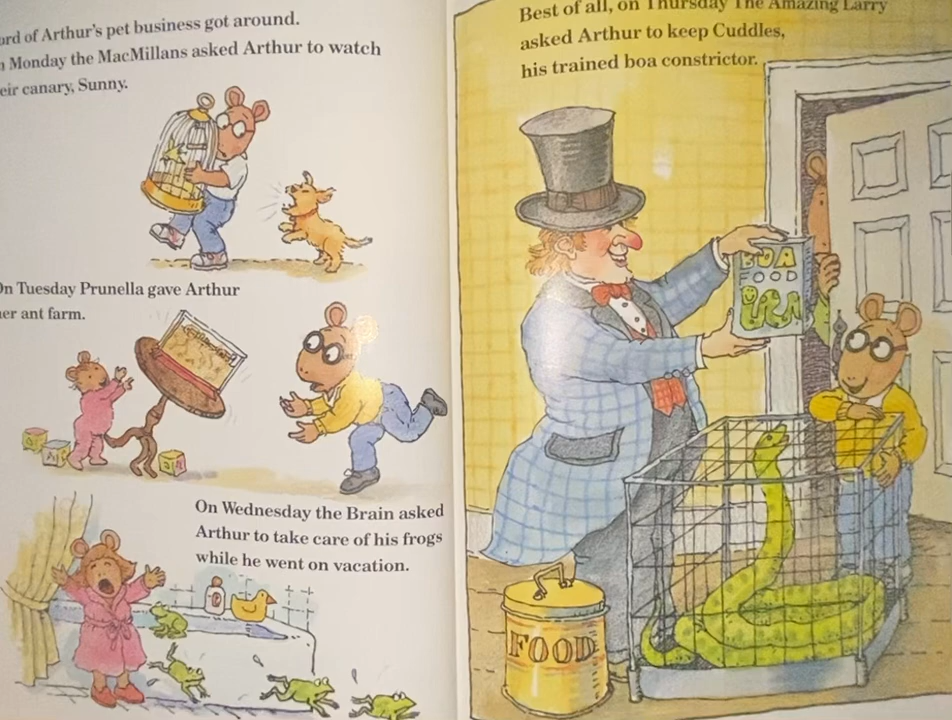 of Arthur's pet business got around.
Monday the MacMillans asked Arthur to watch
eir canary, Sunny.
On Tuesday Prunella gave Arthur
her ant farm.
On Wednesday the Brain asked
Arthur to take care of his frogs
while he went on vacation.
Best of all, on Thursday The Amazing Larry
asked Arthur to keep Cuddles,
his trained boa constrictor.
BOA
FOOD
FOOD